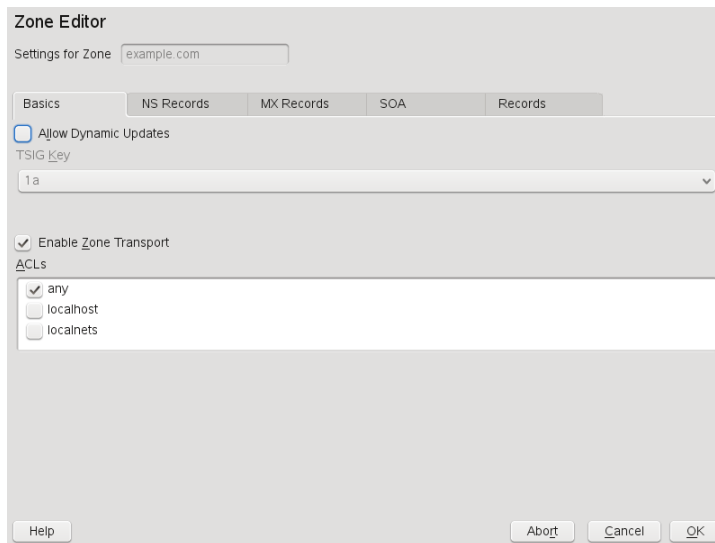 Zone Editor
Settings for Zone example.com
Basics NS Records MX Records SOA Records
Allow Dynamic Updates
TSIG Key
1a
Enable Zone Transport
ACLs
any
localhost
localnets
Help Abort Cancel OK